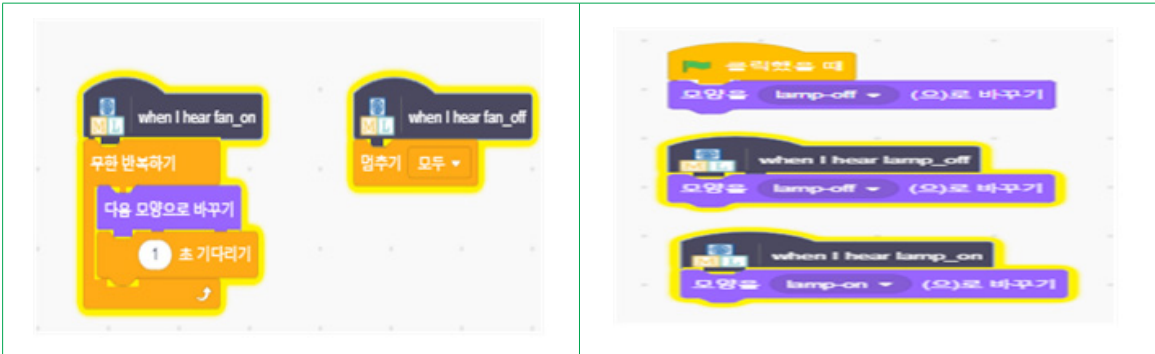 when I hear fan_on
무한 반복하기
다음 모양으로 바꾸기
1 초 기다리기
when I hear fan_off
멈추기 모두
클릭했을 때
모양을 lamp-off (으)로 바꾸기
when I hear lamp_off
모양을 lamp-off (으)로 바꾸기
when I hear lamp_on
모양을 lamp-on (으)로 바꾸기